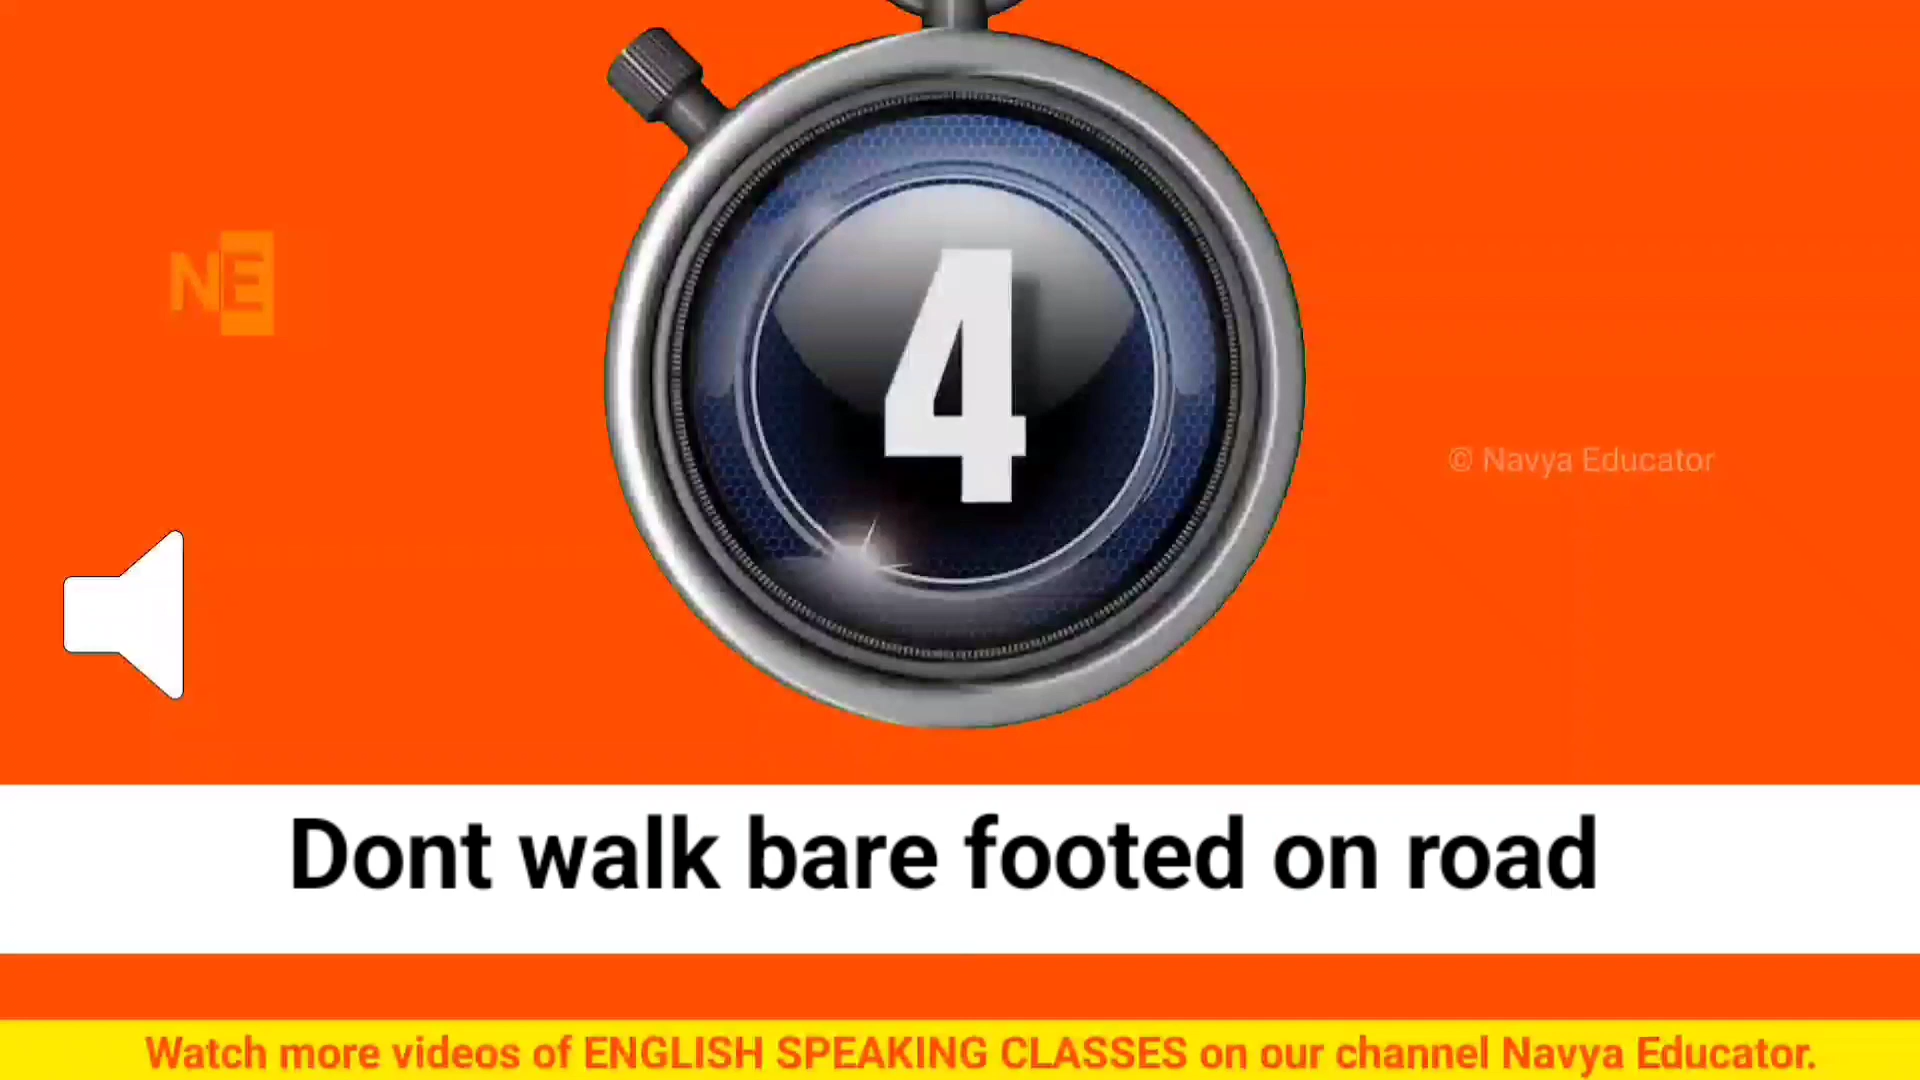 4
NE
© Navya Educator
Dont walk bare footed on road
Watch more videos of ENGLISH SPEAKING CLASSES on our channel Navya Educator.